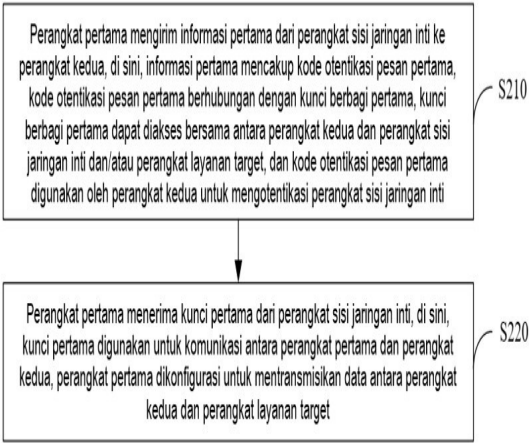 Perangkat pertama mengirim informasi pertama dari perangkat sisi jaringan inti ke
perangkat kedua, di sini, informasi pertama mencakup kode otentikasi pesan pertama,
kode otentikasi pesan pertama berhubungan dengan kunci berbagi pertama, kunci
berbagi pertama dapat diakses bersama antara perangkat kedua dan perangkat sisi
jaringan inti dan/atau perangkat layanan target, dan kode otentikasi pesan pertama
digunakan oleh perangkat kedua untuk mengotentikasi perangkat sisi jaringan inti
S210
Perangkat pertama menerima kunci pertama dari perangkat sisi jaringan inti, di sini,
kunci pertama digunakan untuk komunikasi antara perangkat pertama dan perangkat
kedua, perangkat pertama dikonfigurasi untuk mentransmisikan data antara perangkat
kedua dan perangkat layanan target
S220